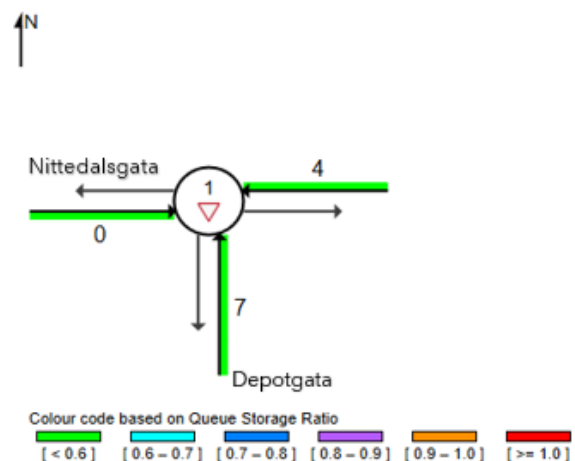 N
Nittedalsgata
1
4
0
7
Depotgata
Colour code based on Queue Storage Ratio
[ < 0.6 ] [ 0.6 – 0.7 ] [ 0.7 – 0.8 ] [ 0.8 – 0.9 ] [ 0.9 – 1.0 ] [ >= 1.0 ]